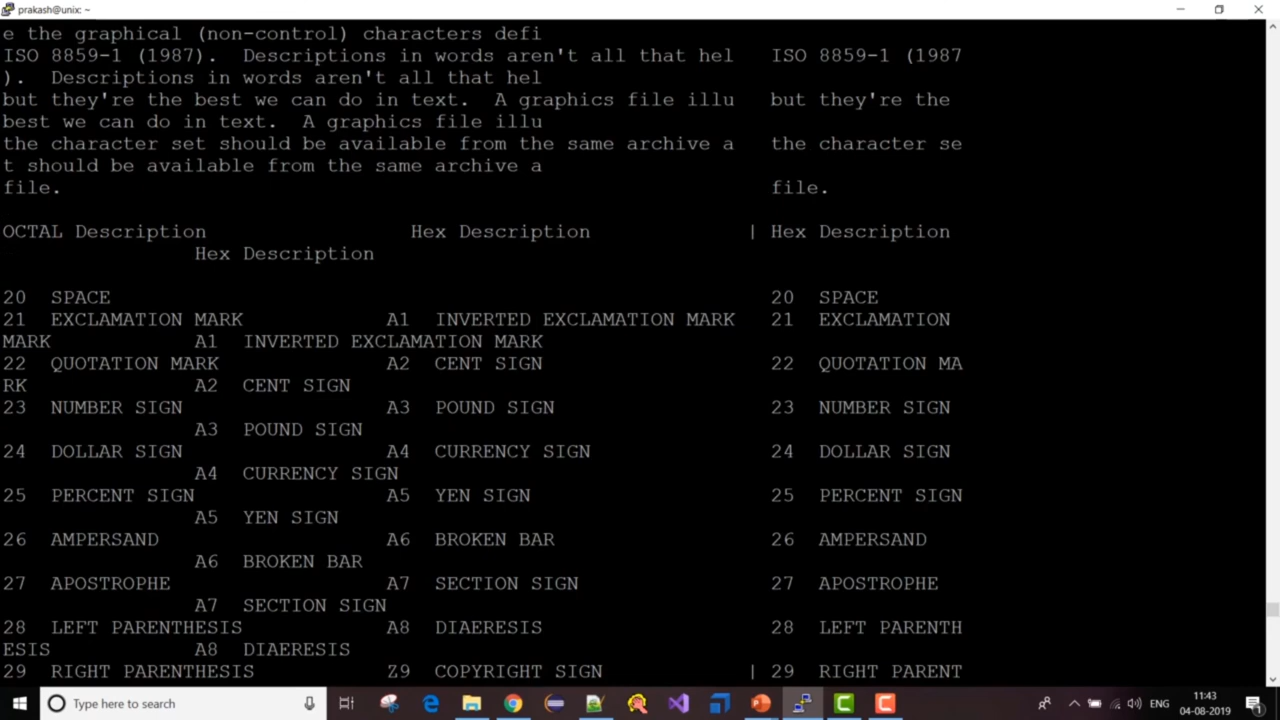 prakash@unix: ~
e the graphical (non-control) characters defi
ISO 8859-1 (1987). Descriptions in words aren't all that hel ISO 8859-1 (1987
). Descriptions in words aren't all that hel
but they're the best we can do in text. A graphics file illu but they're the
best we can do in text. A graphics file illu
the character set should be available from the same archive a the character se
t should be available from the same archive a
file. file.
OCTAL Description Hex Description | Hex Description
Hex Description
20 SPACE 20 SPACE
21 EXCLAMATION MARK A1 INVERTED EXCLAMATION MARK 21 EXCLAMATION
MARK A1 INVERTED EXCLAMATION MARK
22 QUOTATION MARK A2 CENT SIGN 22 QUOTATION MA
RK A2 CENT SIGN
23 NUMBER SIGN A3 POUND SIGN 23 NUMBER SIGN
A3 POUND SIGN
24 DOLLAR SIGN A4 CURRENCY SIGN 24 DOLLAR SIGN
A4 CURRENCY SIGN
25 PERCENT SIGN A5 YEN SIGN 25 PERCENT SIGN
A5 YEN SIGN
26 AMPERSAND A6 BROKEN BAR 26 AMPERSAND
A6 BROKEN BAR
27 APOSTROPHE A7 SECTION SIGN 27 APOSTROPHE
A7 SECTION SIGN
28 LEFT PARENTHESIS A8 DIAERESIS 28 LEFT PARENTH
ESIS A8 DIAERESIS
29 RIGHT PARENTHESIS Z9 COPYRIGHT SIGN | 29 RIGHT PARENT
Type here to search
ENG
11:43
04-08-2019
1